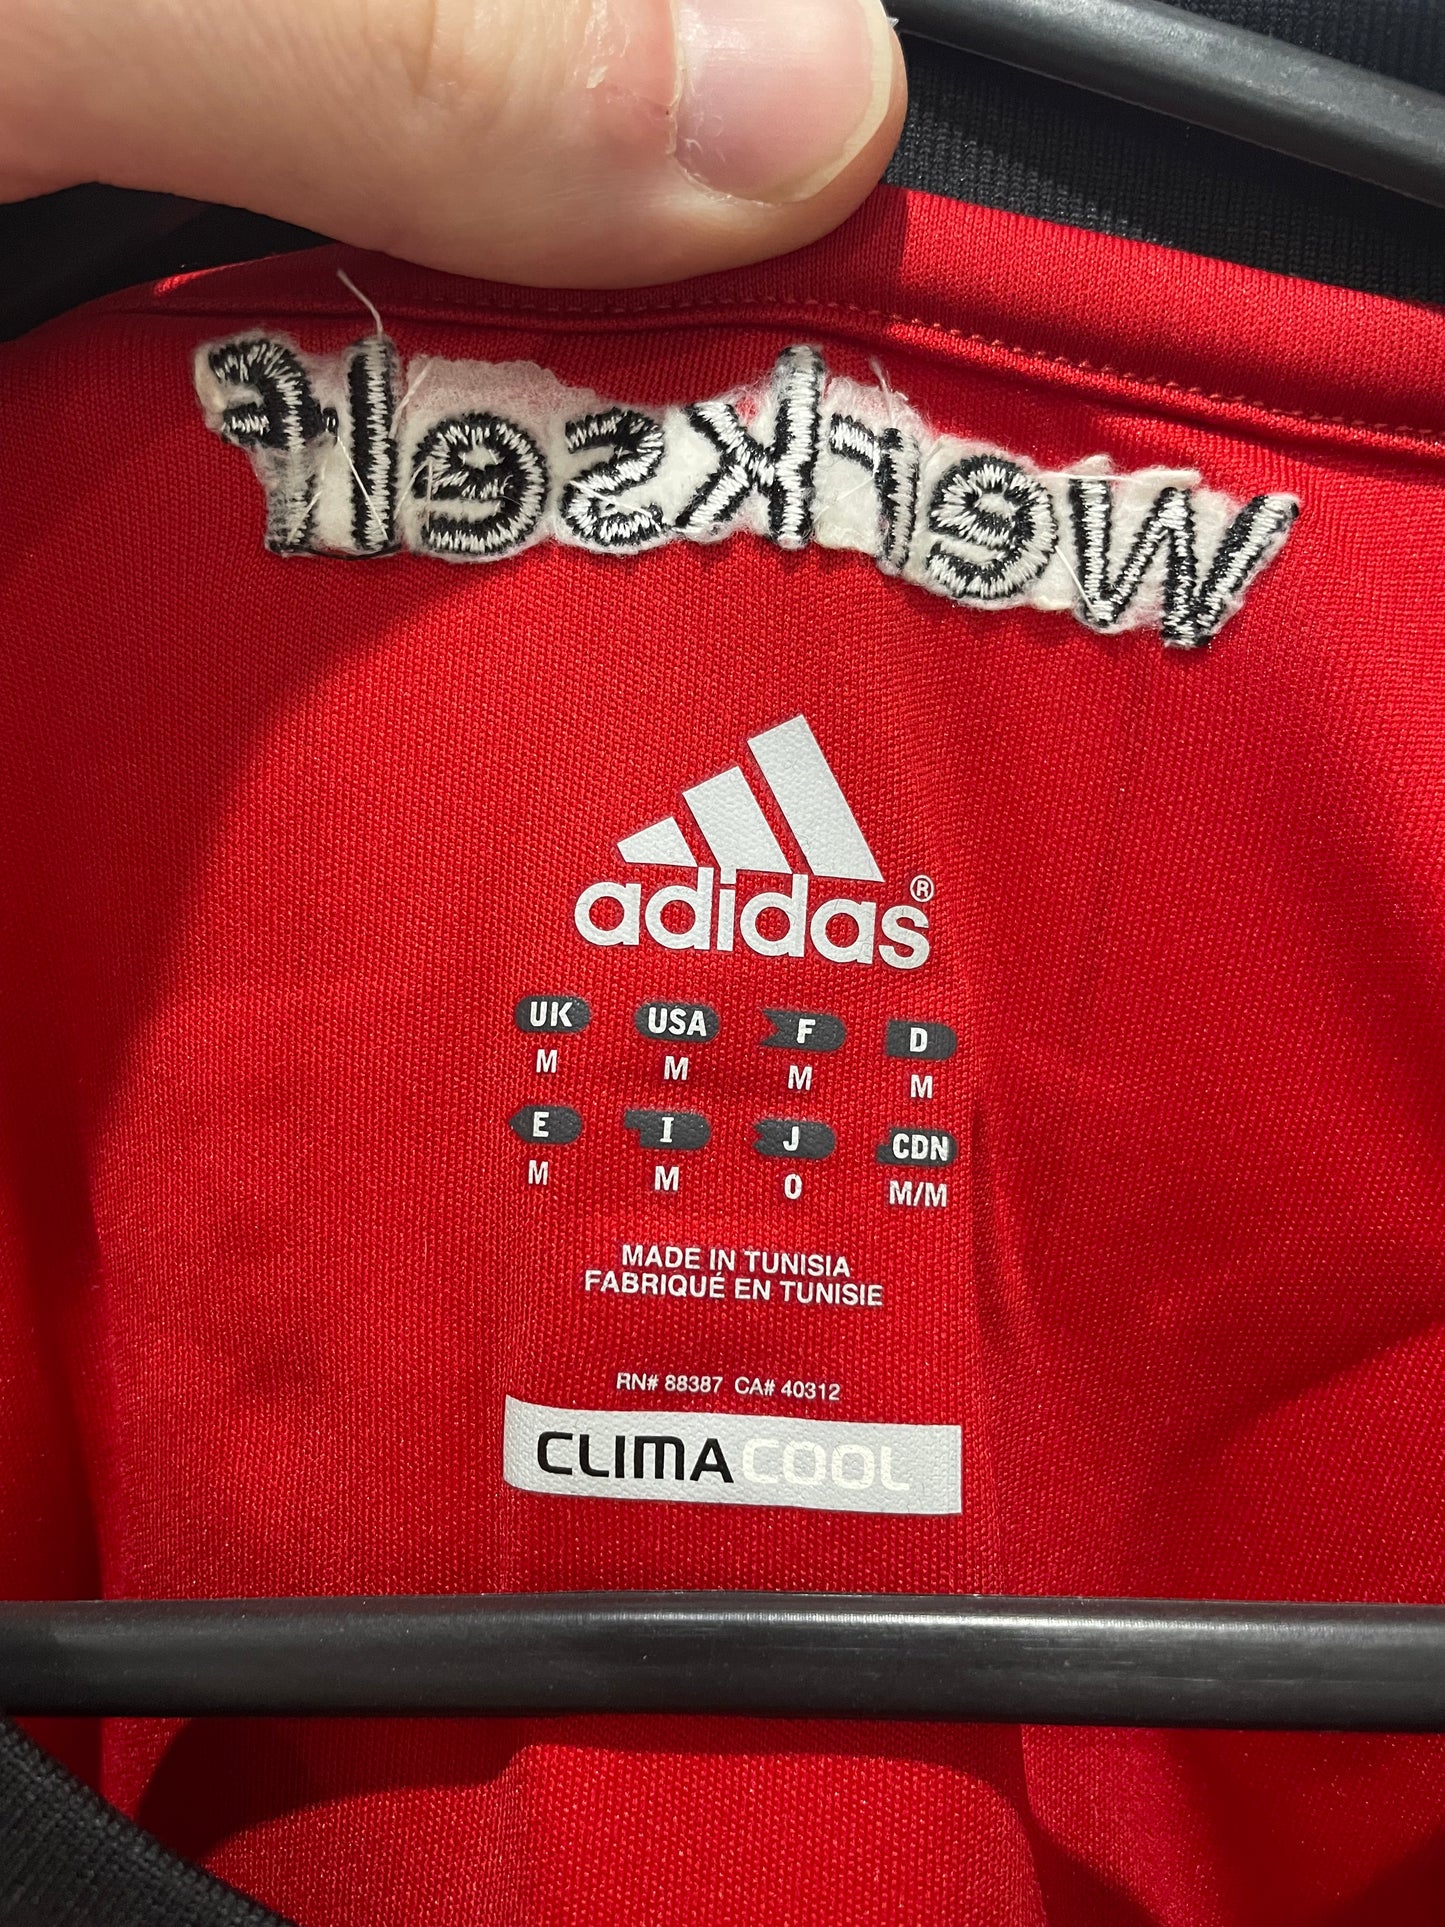 Werkself
adidas®
UK USA F D
M M M M
E I J CDN
M M O M/M
MADE IN TUNISIA
FABRIQUÉ EN TUNISIE
RN# 88387 CA# 40312
CLIMACOOL